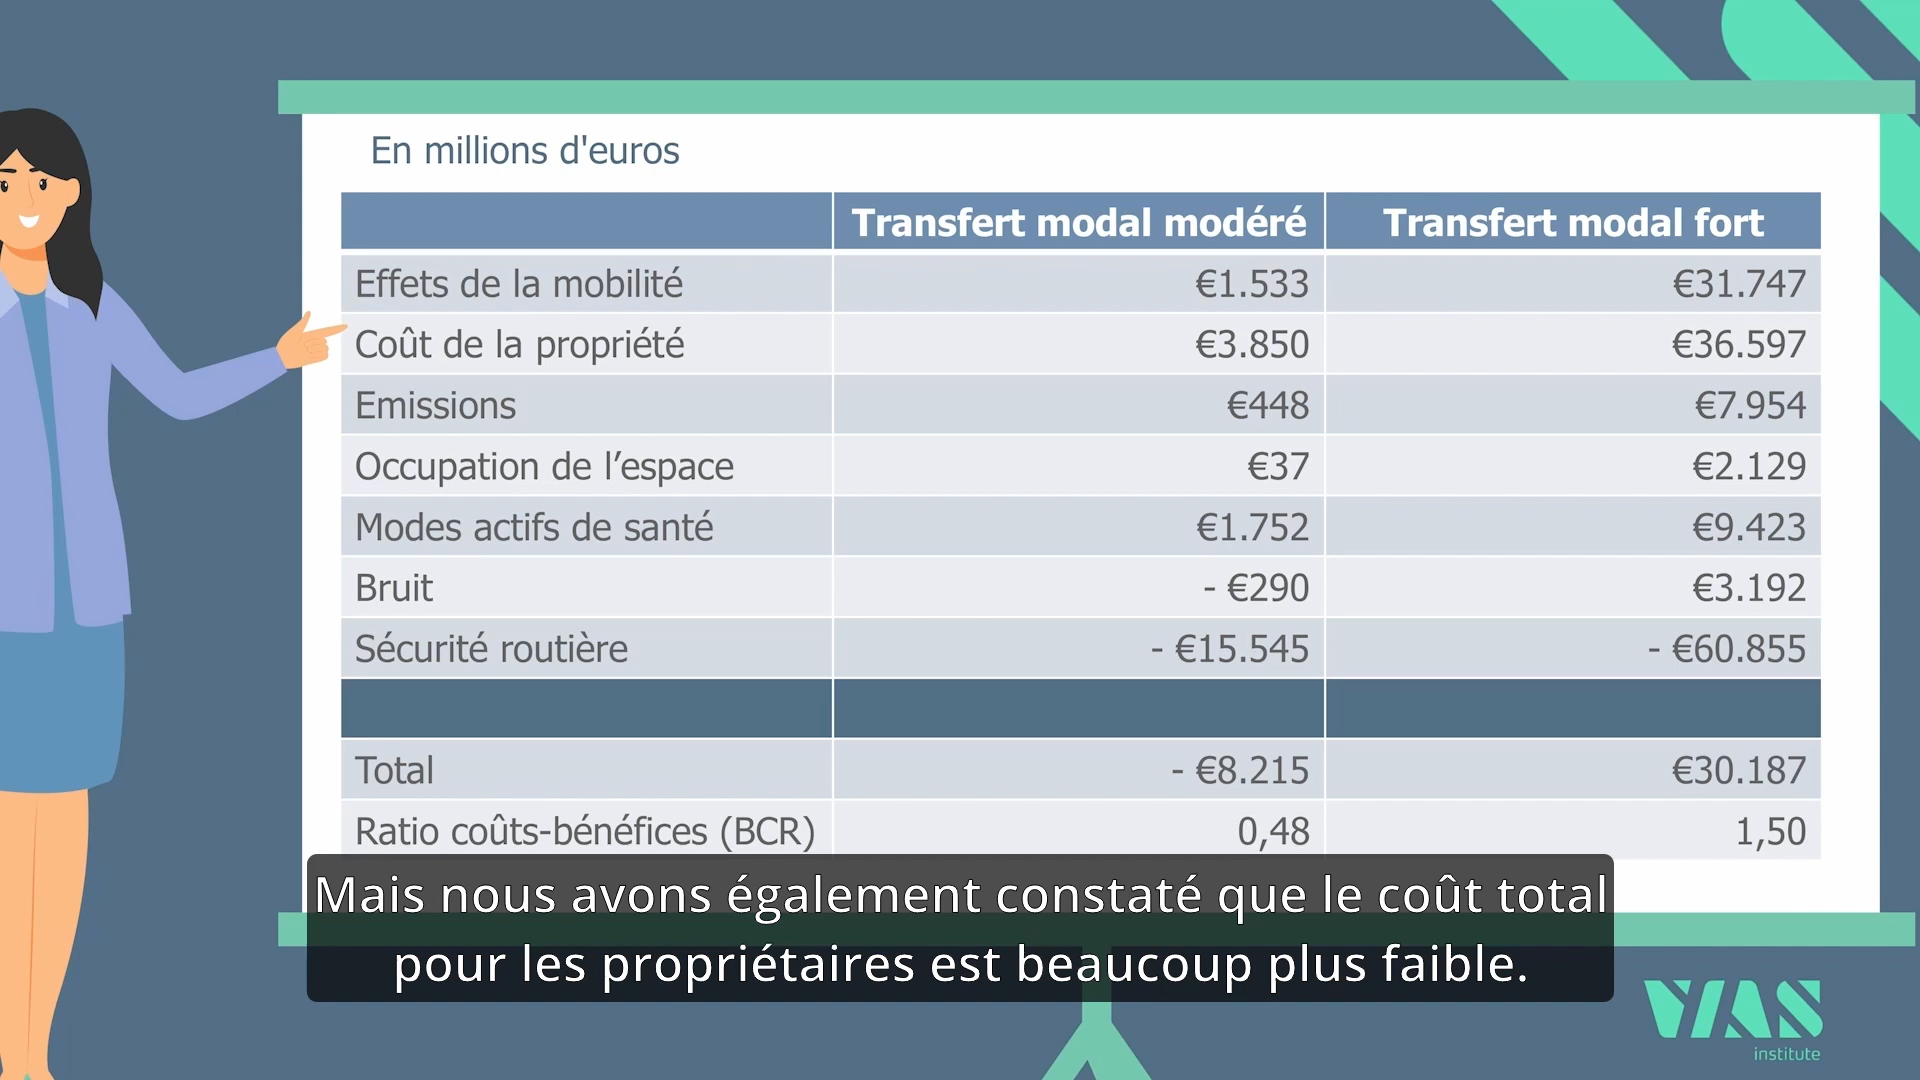 En millions d'euros
Transfert modal modéré Transfert modal fort
Effets de la mobilité €1.533 €31.747
Coût de la propriété €3.850 €36.597
Emissions €448 €7.954
Occupation de l’espace €37 €2.129
Modes actifs de santé €1.752 €9.423
Bruit - €290 €3.192
Sécurité routière - €15.545 - €60.855
Total - €8.215 €30.187
Ratio coûts-bénéfices (BCR) 0,48 1,50
Mais nous avons également constaté que le coût total
pour les propriétaires est beaucoup plus faible.
VIAS
institute